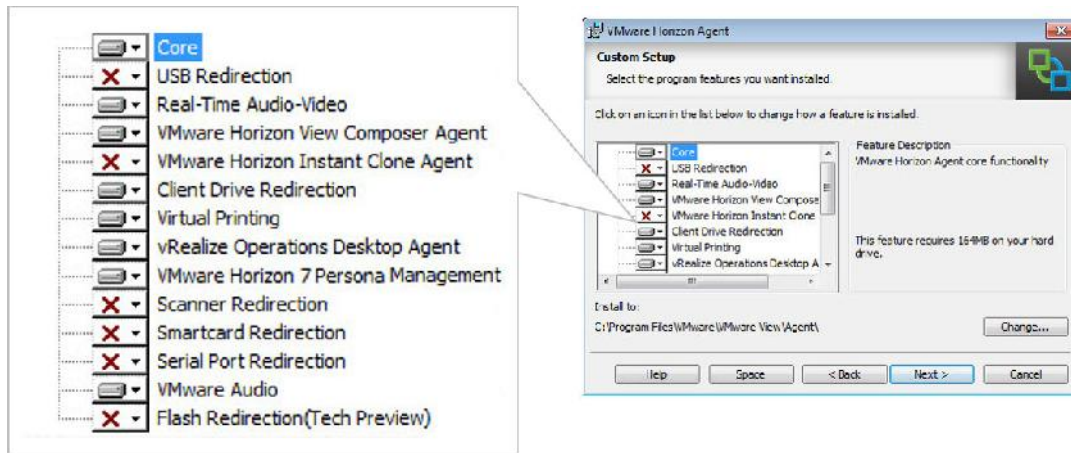 Core
USB Redirection
Real-Time Audio-Video
VMware Horizon View Composer Agent
VMware Horizon Instant Clone Agent
Client Drive Redirection
Virtual Printing
vRealize Operations Desktop Agent
VMware Horizon 7 Persona Management
Scanner Redirection
Smartcard Redirection
Serial Port Redirection
VMware Audio
Flash Redirection(Tech Preview)
VMware Horizon Agent
Custom Setup
Select the program features you want installed.
Click on an icon in the list below to change how a feature is installed.
Core
USB Redirection
Real-Time Audio-Video
VMware Horizon View Compose
VMware Horizon Instant Clone
Client Drive Redirection
Virtual Printing
vRealize Operations Desktop A
Feature Description
VMware Horizon Agent core functionality
This feature requires 164MB on your hard
drive.
Install to:
C:\Program Files\VMware\VMware View\Agent\
Change...
Help
Space
< Back
Next >
Cancel